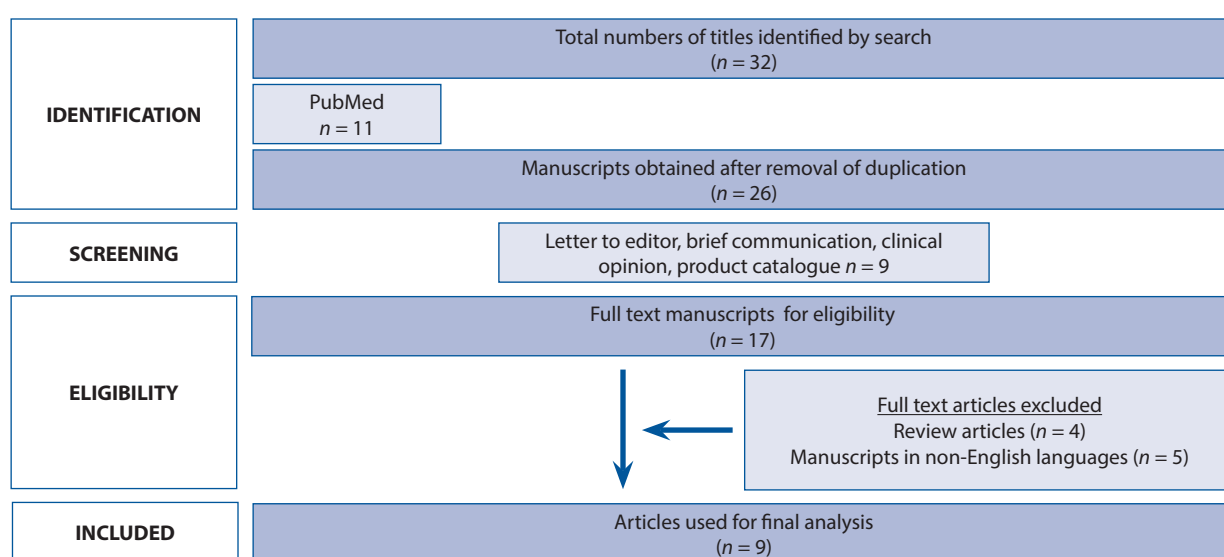 IDENTIFICATION
Total numbers of titles identified by search
(n = 32)
PubMed
n = 11
Manuscripts obtained after removal of duplication
(n = 26)
SCREENING
Letter to editor, brief communication, clinical
opinion, product catalogue n = 9
ELIGIBILITY
Full text manuscripts for eligibility
(n = 17)
Full text articles excluded
Review articles (n = 4)
Manuscripts in non-English languages (n = 5)
INCLUDED
Articles used for final analysis
(n = 9)